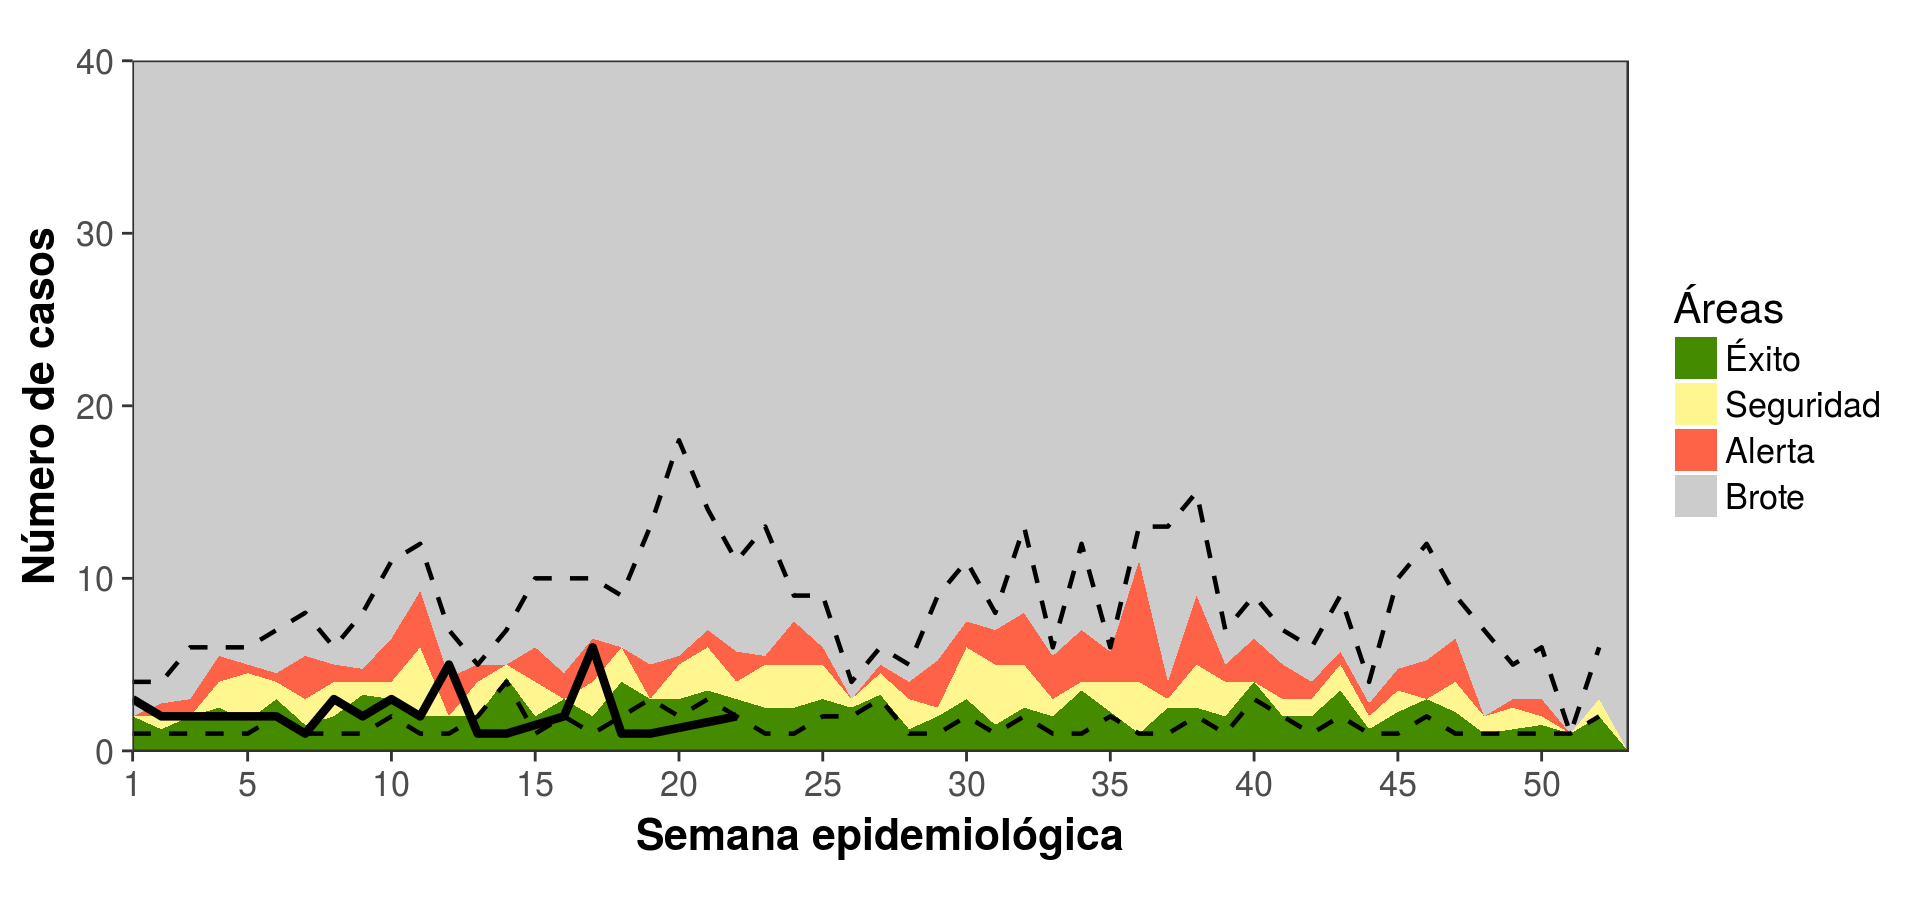 Número de casos
40
30
20
10
0
1 5 10 15 20 25 30 35 40 45 50
Semana epidemiológica
Áreas
Éxito
Seguridad
Alerta
Brote